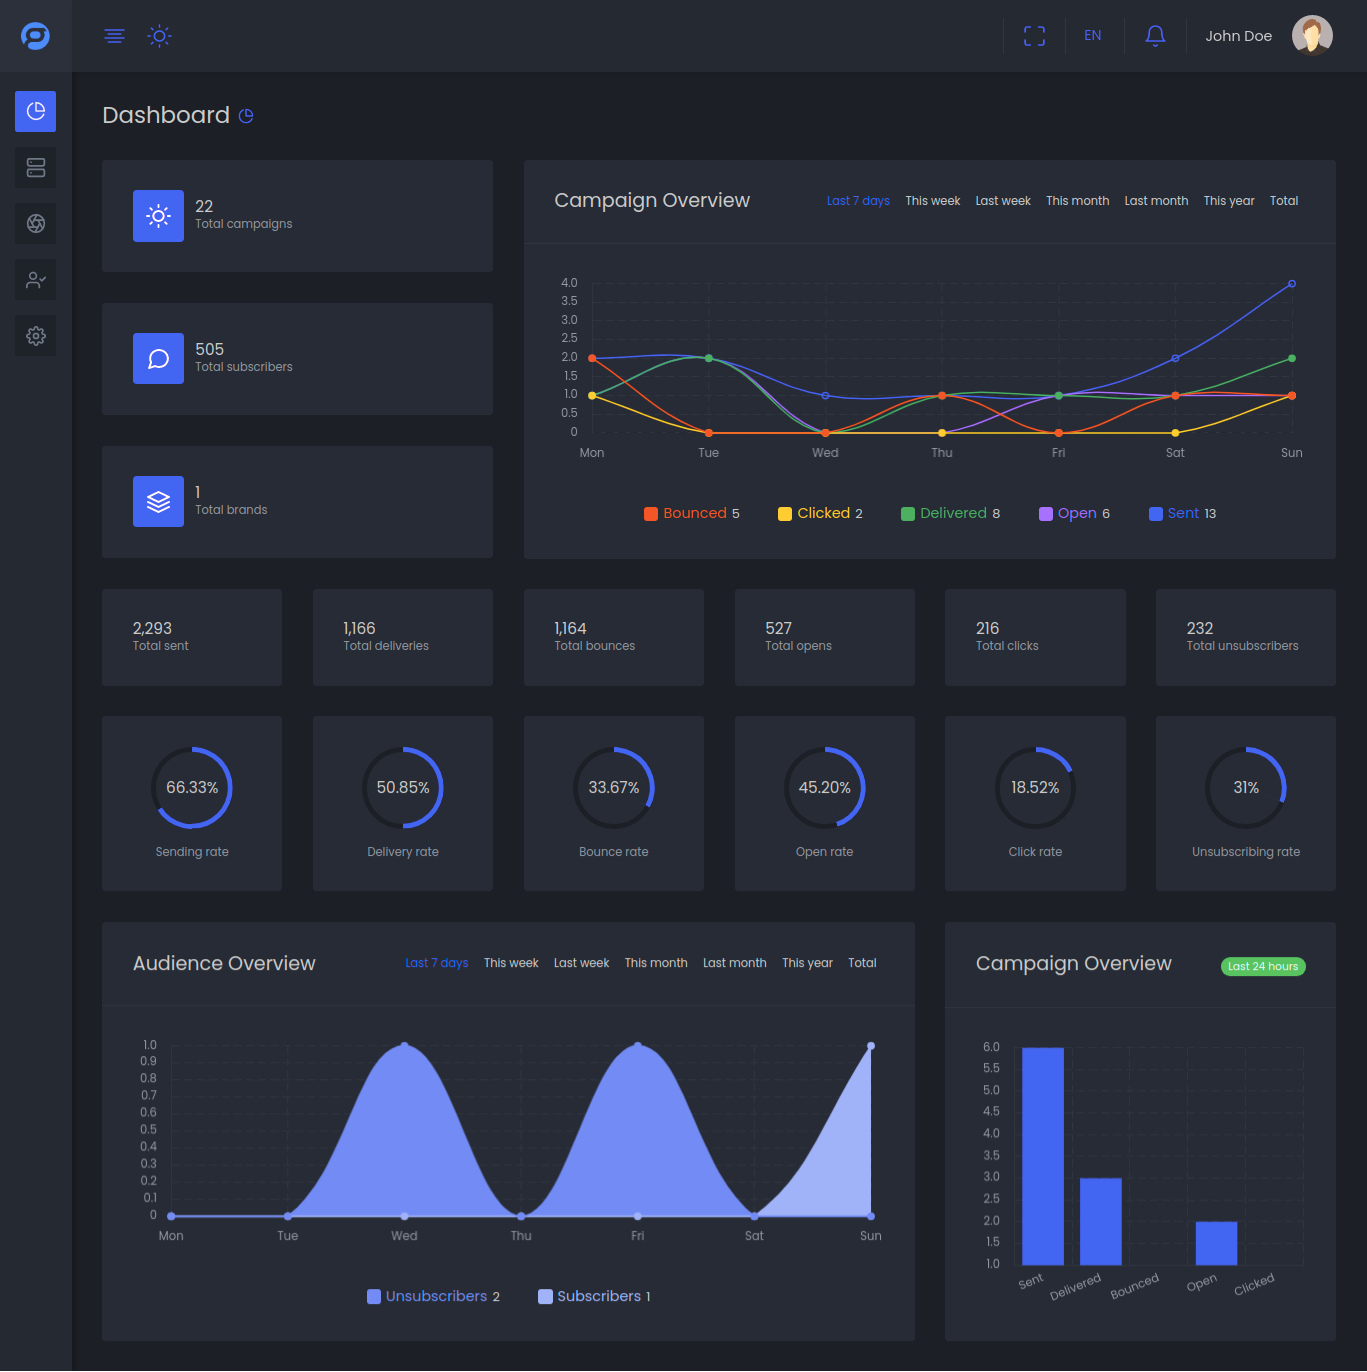 EN
John Doe
Dashboard
22
Total campaigns
505
Total subscribers
1
Total brands
Campaign Overview
Last 7 days This week Last week This month Last month This year Total
4.0
3.5
3.0
2.5
2.0
1.5
1.0
0.5
0
Mon Tue Wed Thu Fri Sat Sun
Bounced 5 Clicked 2 Delivered 8 Open 6 Sent 13
2,293
Total sent
1,166
Total deliveries
1,164
Total bounces
527
Total opens
216
Total clicks
232
Total unsubscribers
66.33%
Sending rate
50.85%
Delivery rate
33.67%
Bounce rate
45.20%
Open rate
18.52%
Click rate
31%
Unsubscribing rate
Audience Overview
Last 7 days This week Last week This month Last month This year Total
1.0
0.9
0.8
0.7
0.6
0.5
0.4
0.3
0.2
0.1
0
Mon Tue Wed Thu Fri Sat Sun
Unsubscribers 2 Subscribers 1
Campaign Overview
Last 24 hours
6.0
5.5
5.0
4.5
4.0
3.5
3.0
2.5
2.0
1.5
1.0
Sent Delivered Bounced Open Clicked